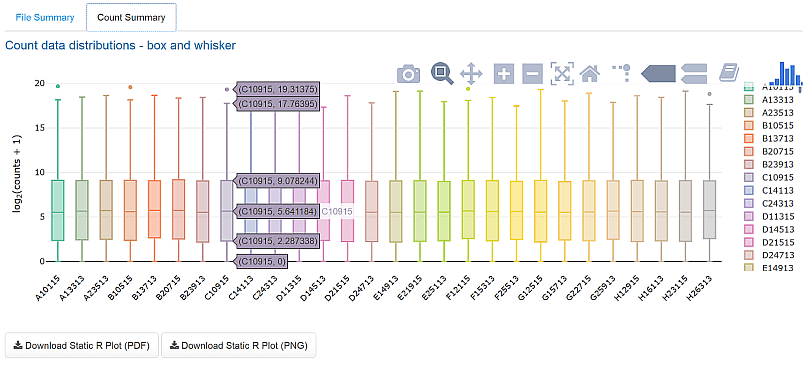 File Summary
Count Summary
Count data distributions - box and whisker
log2(counts + 1)
20
15
10
5
0
(C10915, 19.31375)
(C10915, 17.76395)
(C10915, 9.078244)
(C10915, 5.641184)
C10915
(C10915, 2.287338)
(C10915, 0)
A10115
A13313
A23513
B10515
B13713
B20715
B23913
C10915
C14113
C24313
D11315
D14513
D21515
D24713
E14913
E21915
E25113
F12115
F15313
F25513
G12515
G15713
G22715
G25913
H12915
H16113
H23115
H26313
A10115
A13313
A23513
B10515
B13713
B20715
B23913
C10915
C14113
C24313
D11315
D14513
D21515
D24713
E14913
Download Static R Plot (PDF)
Download Static R Plot (PNG)